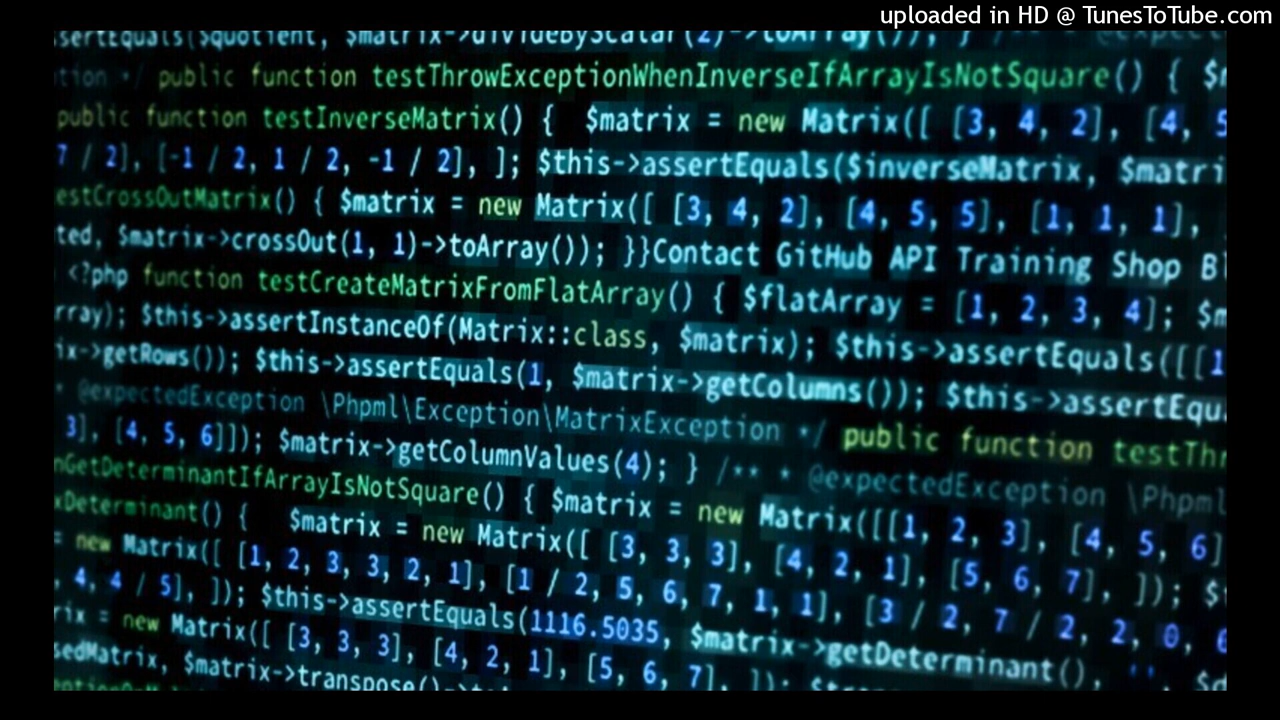 uploaded in HD @ TunesToTube.com
sertEquals($quotient, $matrix->divideByScalar(2)->toArray()); } /** * @expec
tion */ public function testThrowExceptionWhenInverseIfArrayIsNotSquare() { $
public function testInverseMatrix() { $matrix = new Matrix([ [3, 4, 2], [4, 5
7 / 2], [-1 / 2, 1 / 2, -1 / 2], ]; $this->assertEquals($inverseMatrix, $matri
estCrossOutMatrix() { $matrix = new Matrix([ [3, 4, 2], [4, 5, 5], [1, 1, 1],
ted, $matrix->crossOut(1, 1)->toArray()); }}Contact GitHub API Training Shop B
<?php function testCreateMatrixFromFlatArray() { $flatArray = [1, 2, 3, 4]; $m
rray); $this->assertInstanceOf(Matrix::class, $matrix); $this->assertEquals([[1
ix->getRows()); $this->assertEquals(1, $matrix->getColumns()); $this->assertEqu
* @expectedException \Phpml\Exception\MatrixException */ public function testThr
3], [4, 5, 6]]); $matrix->getColumnValues(4); } /** * @expectedException \Phpml
nGetDeterminantIfArrayIsNotSquare() { $matrix = new Matrix([[1, 2, 3], [4, 5, 6]
xDeterminant() { $matrix = new Matrix([ [3, 3, 3], [4, 2, 1], [5, 6, 7], ]); $
= new Matrix([ [1, 2, 3, 3, 2, 1], [1 / 2, 5, 6, 7, 1, 1], [3 / 2, 7 / 2, 2, 0, 6
, 4, 4 / 5], ]); $this->assertEquals(1116.5035, $matrix->getDeterminant(), '', $d
rix = new Matrix([ [3, 3, 3], [4, 2, 1], [5, 6, 7], ]);
sedMatrix, $matrix->transpose()